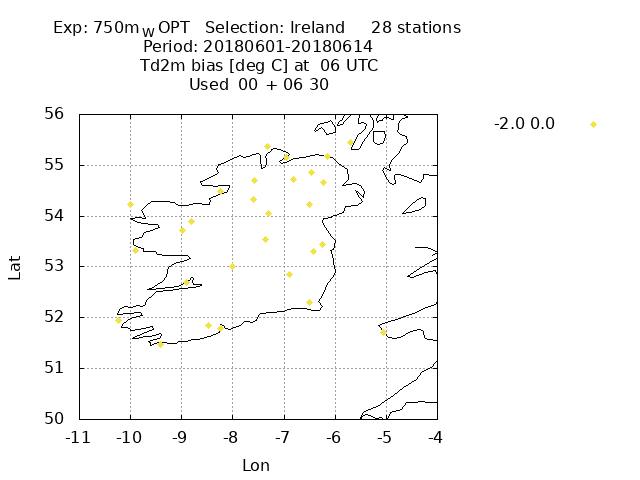 Exp: 750m_W OPT   Selection: Ireland     28 stations
Period: 20180601-20180614
Td2m bias [deg C] at  06 UTC
Used  00 + 06 30
-2.0 0.0
56
55
54
53
52
51
50
Lat
-11 -10 -9 -8 -7 -6 -5 -4
Lon